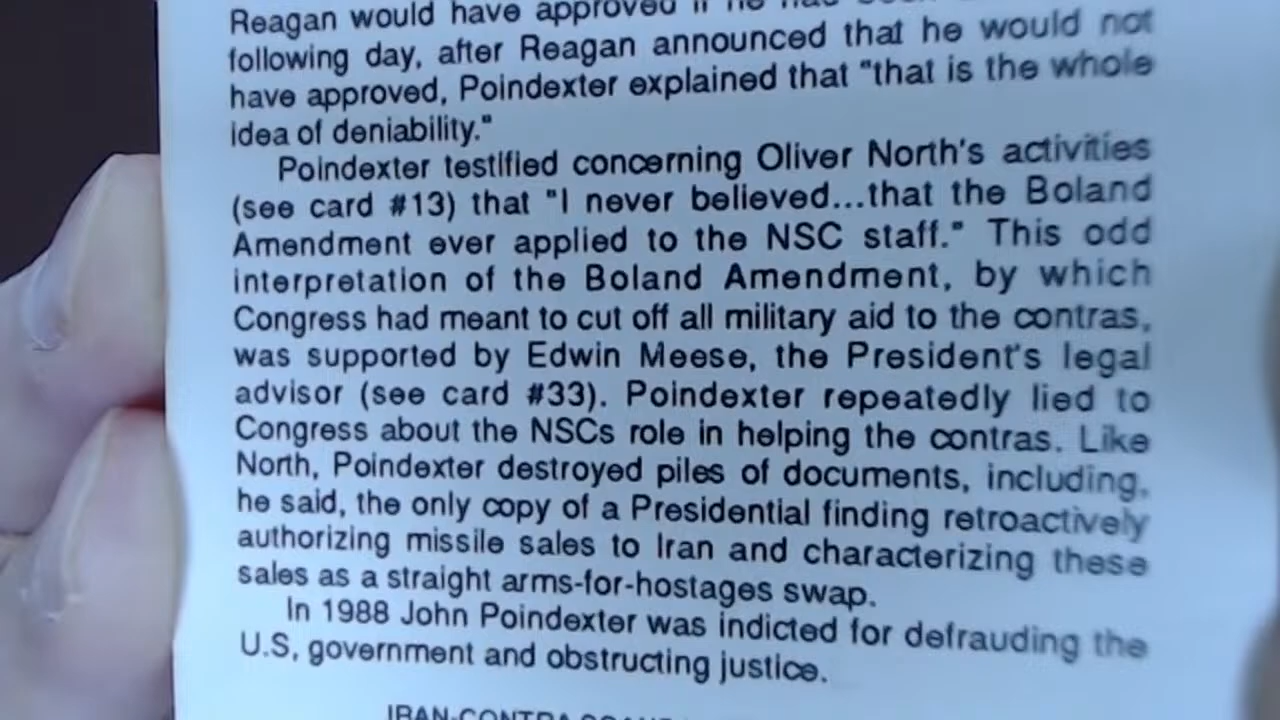 Reagan would have approved if he had
following day, after Reagan announced that he would not
have approved, Poindexter explained that "that is the whole
idea of deniability."
Poindexter testified concerning Oliver North's activities
(see card #13) that "I never believed...that the Boland
Amendment ever applied to the NSC staff." This odd
interpretation of the Boland Amendment, by which
Congress had meant to cut off all military aid to the contras,
was supported by Edwin Meese, the President's legal
advisor (see card #33). Poindexter repeatedly lied to
Congress about the NSCs role in helping the contras. Like
North, Poindexter destroyed piles of documents, including,
he said, the only copy of a Presidential finding retroactively
authorizing missile sales to Iran and characterizing these
sales as a straight arms-for-hostages swap.
In 1988 John Poindexter was indicted for defrauding the
U.S, government and obstructing justice.
IRAN-CONTRA